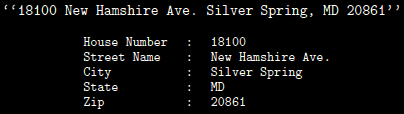 ‘‘18100 New Hamshire Ave. Silver Spring, MD 20861’’
House Number : 18100
Street Name : New Hamshire Ave.
City : Silver Spring
State : MD
Zip : 20861